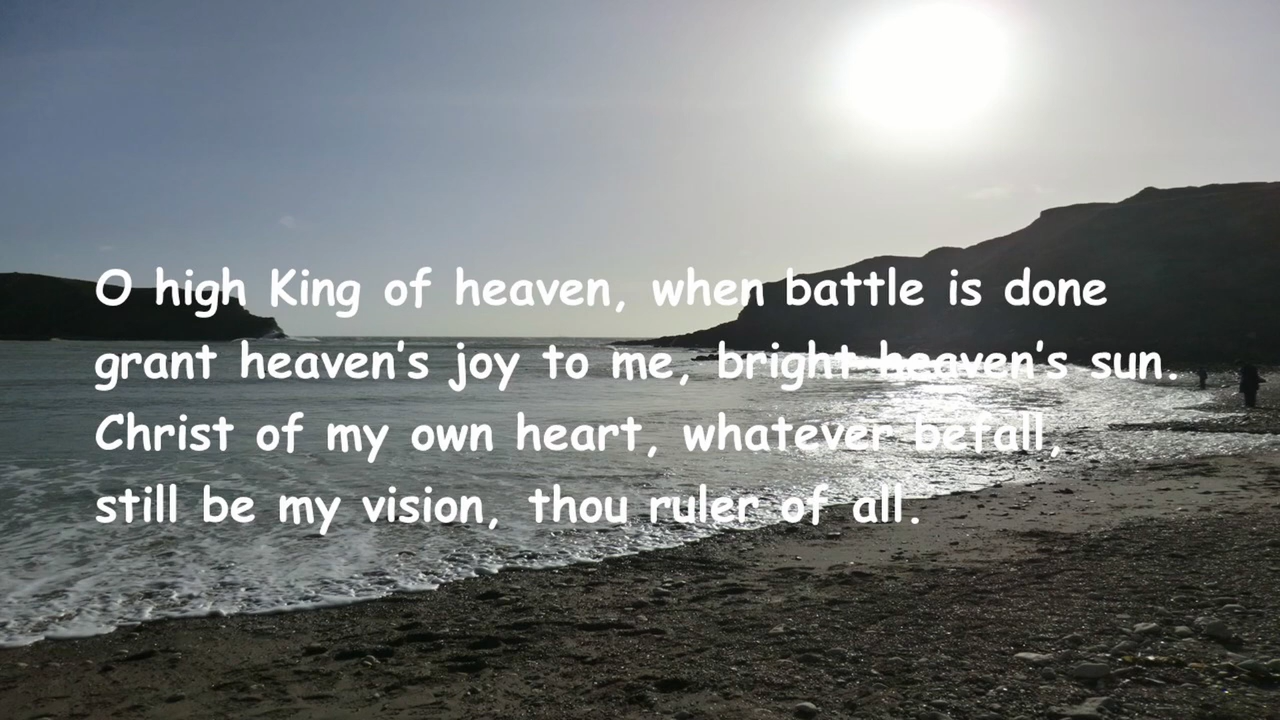 O high King of heaven, when battle is done
grant heaven's joy to me, bright heaven's sun.
Christ of my own heart, whatever befall,
still be my vision, thou ruler of all.